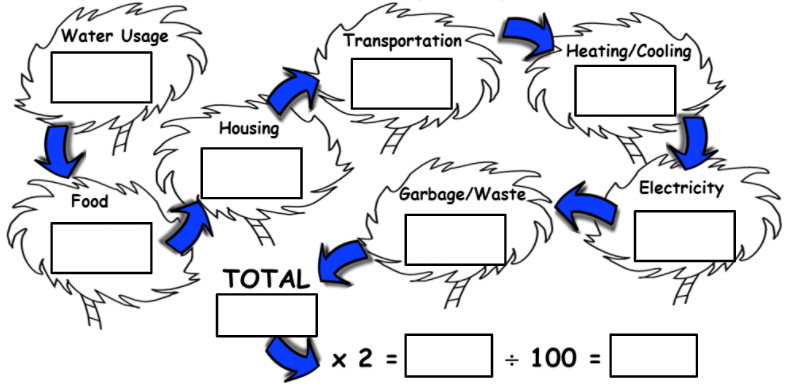 Water Usage
Food
Housing
Transportation
Heating/Cooling
Electricity
Garbage/Waste
TOTAL
x 2 = ÷ 100 =